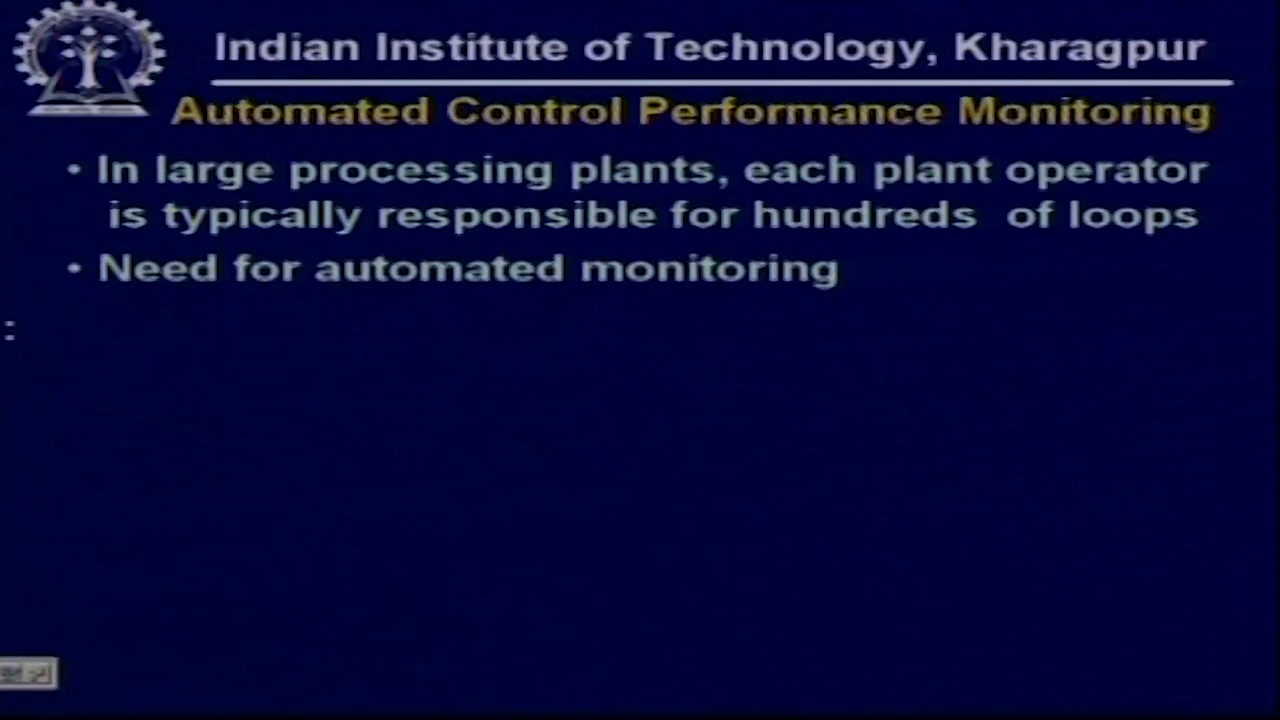 Indian Institute of Technology, Kharagpur
Automated Control Performance Monitoring
• In large processing plants, each plant operator
is typically responsible for hundreds of loops
• Need for automated monitoring
: